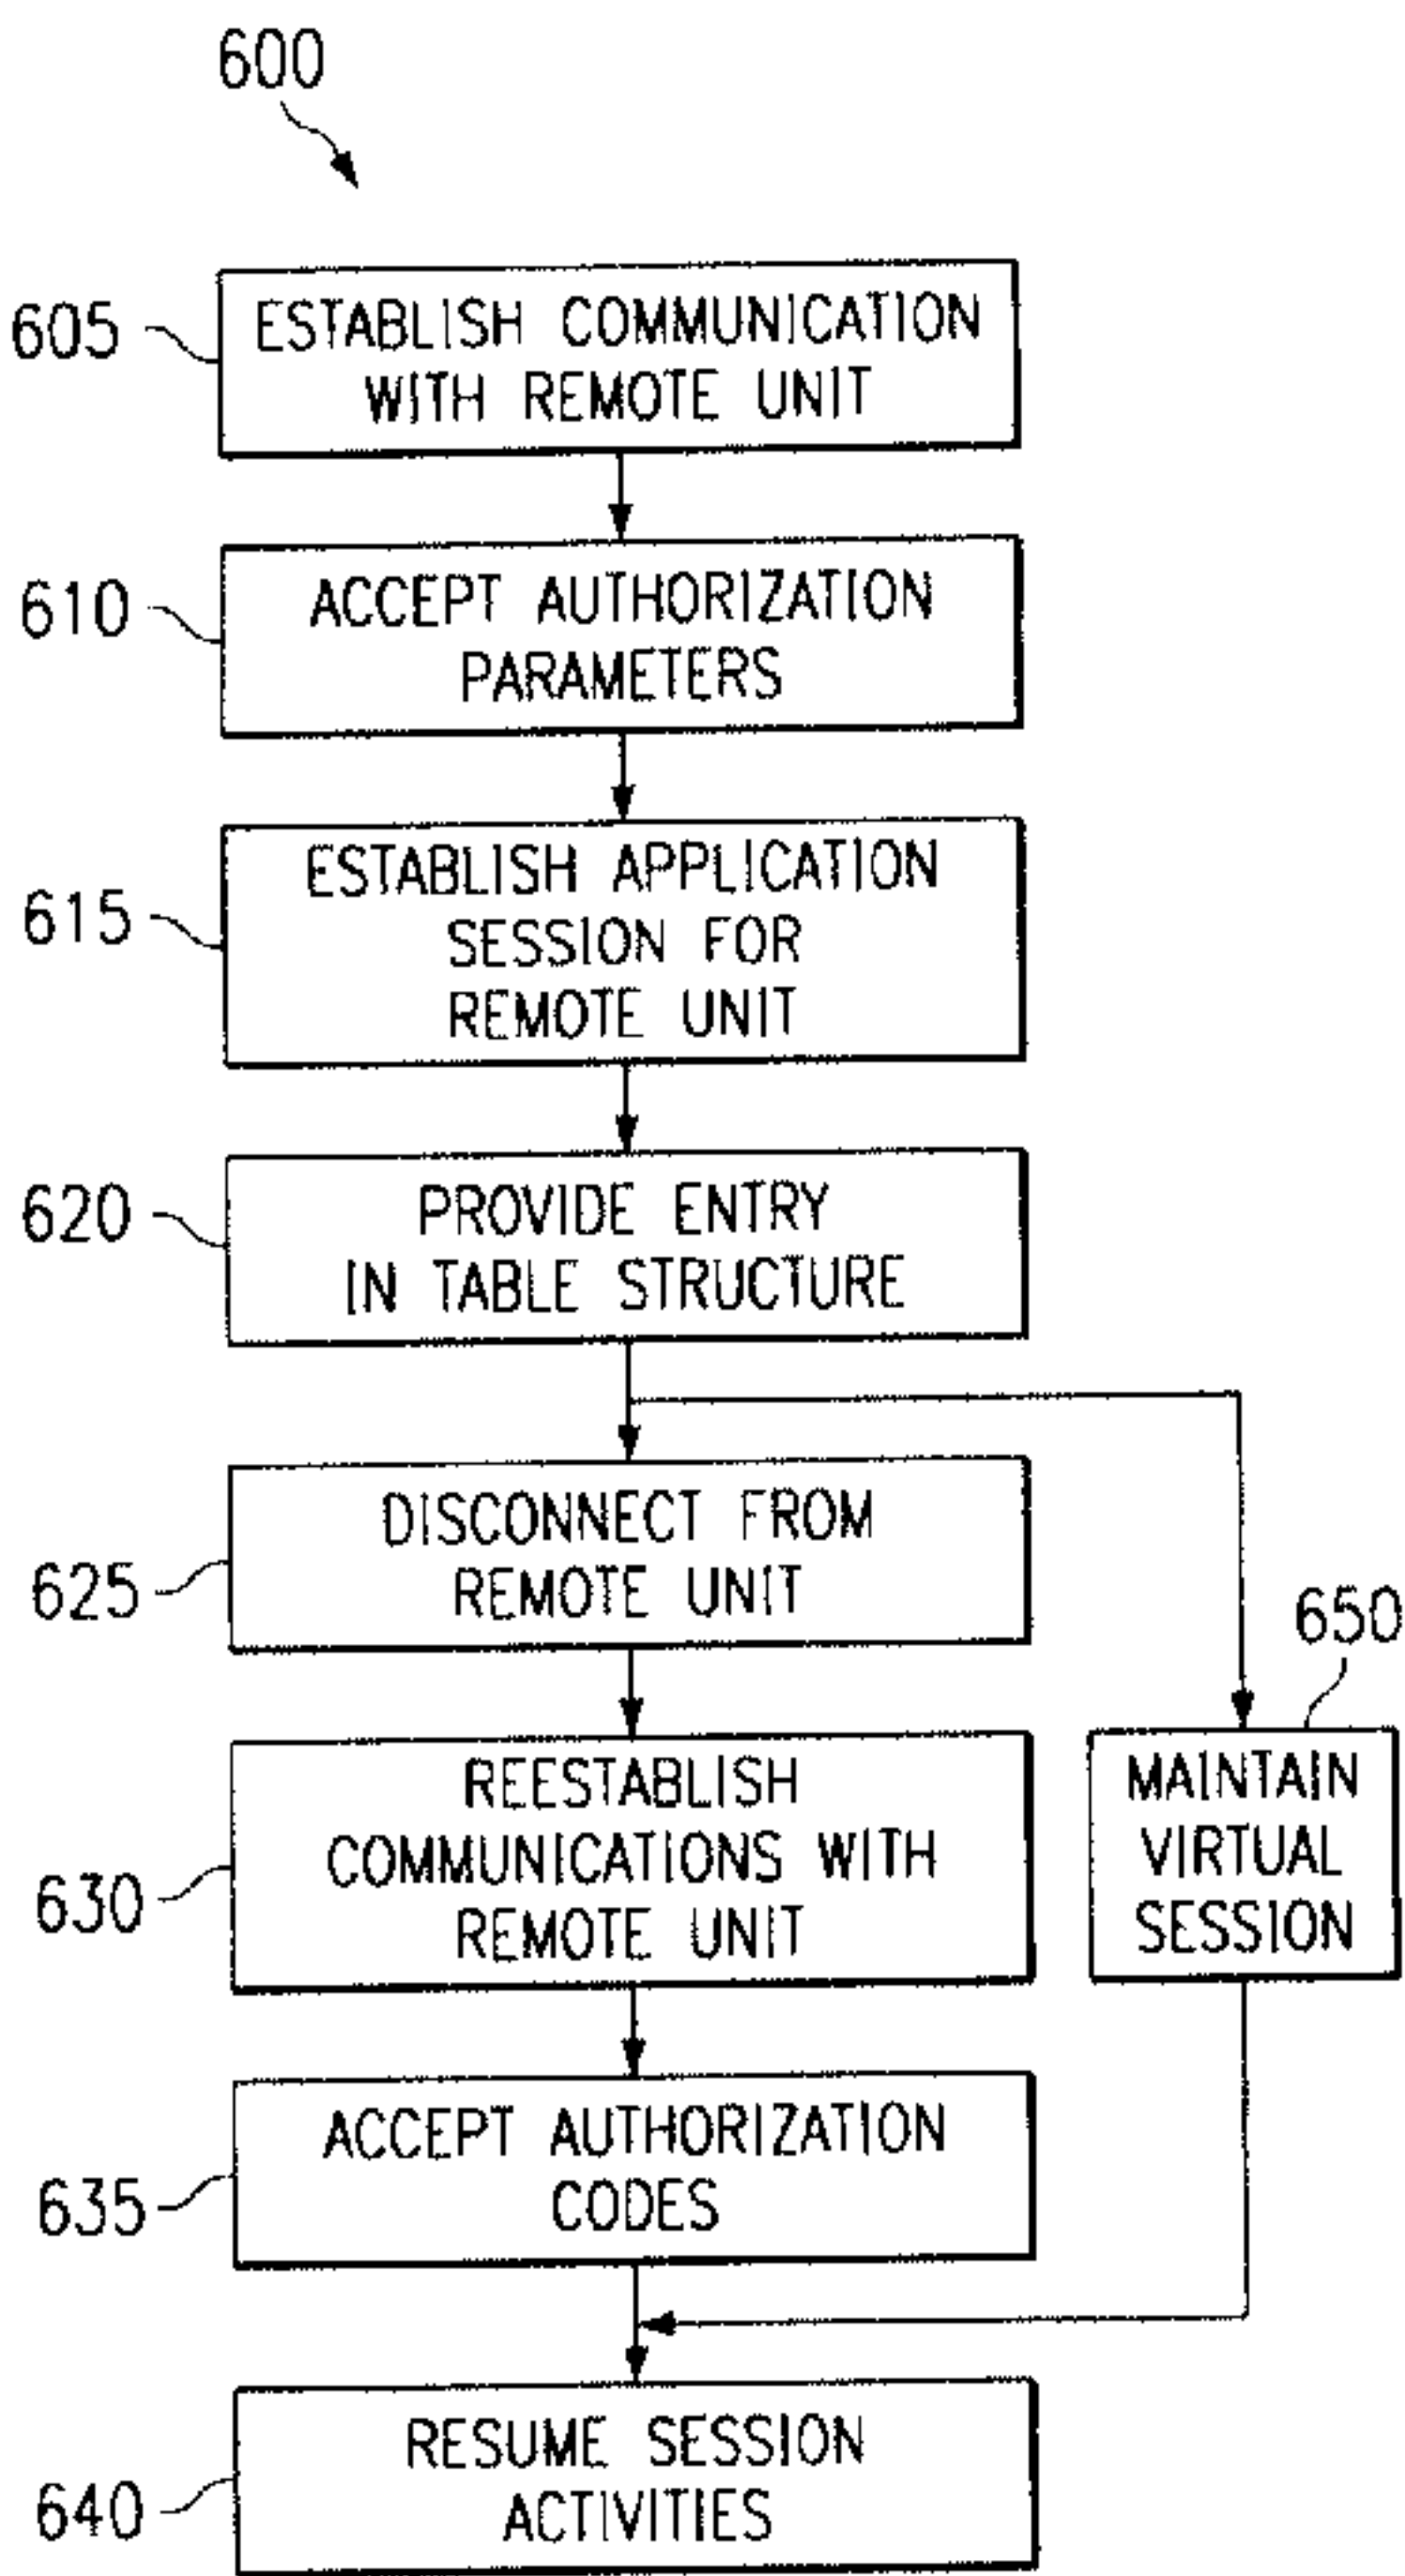 600
605
ESTABLISH COMMUNICATION
WITH REMOTE UNIT
610
ACCEPT AUTHORIZATION
PARAMETERS
615
ESTABLISH APPLICATION
SESSION FOR
REMOTE UNIT
620
PROVIDE ENTRY
IN TABLE STRUCTURE
625
DISCONNECT FROM
REMOTE UNIT
630
REESTABLISH
COMMUNICATIONS WITH
REMOTE UNIT
650
MAINTAIN
VIRTUAL
SESSION
635
ACCEPT AUTHORIZATION
CODES
640
RESUME SESSION
ACTIVITIES